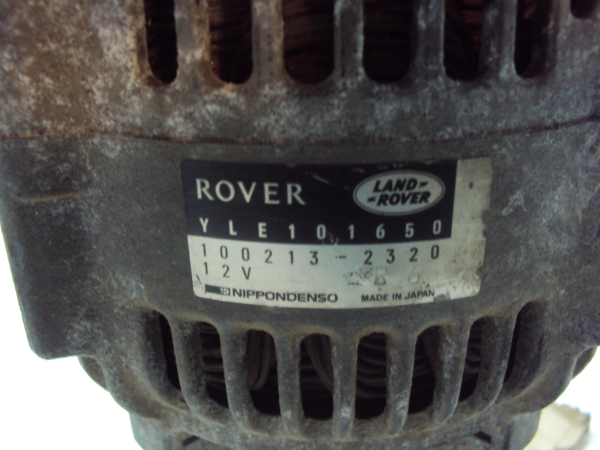 ROVER
LAND-
-ROVER
YLE101650
100213-2320
12V
NIPPONDENSO MADE IN JAPAN